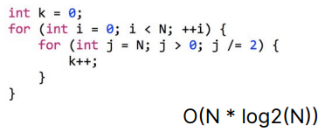 int k = 0;
for (int i = 0; i < N; ++i) {
    for (int j = N; j > 0; j /= 2) {
        k++;
    }
}
O(N * log2(N))